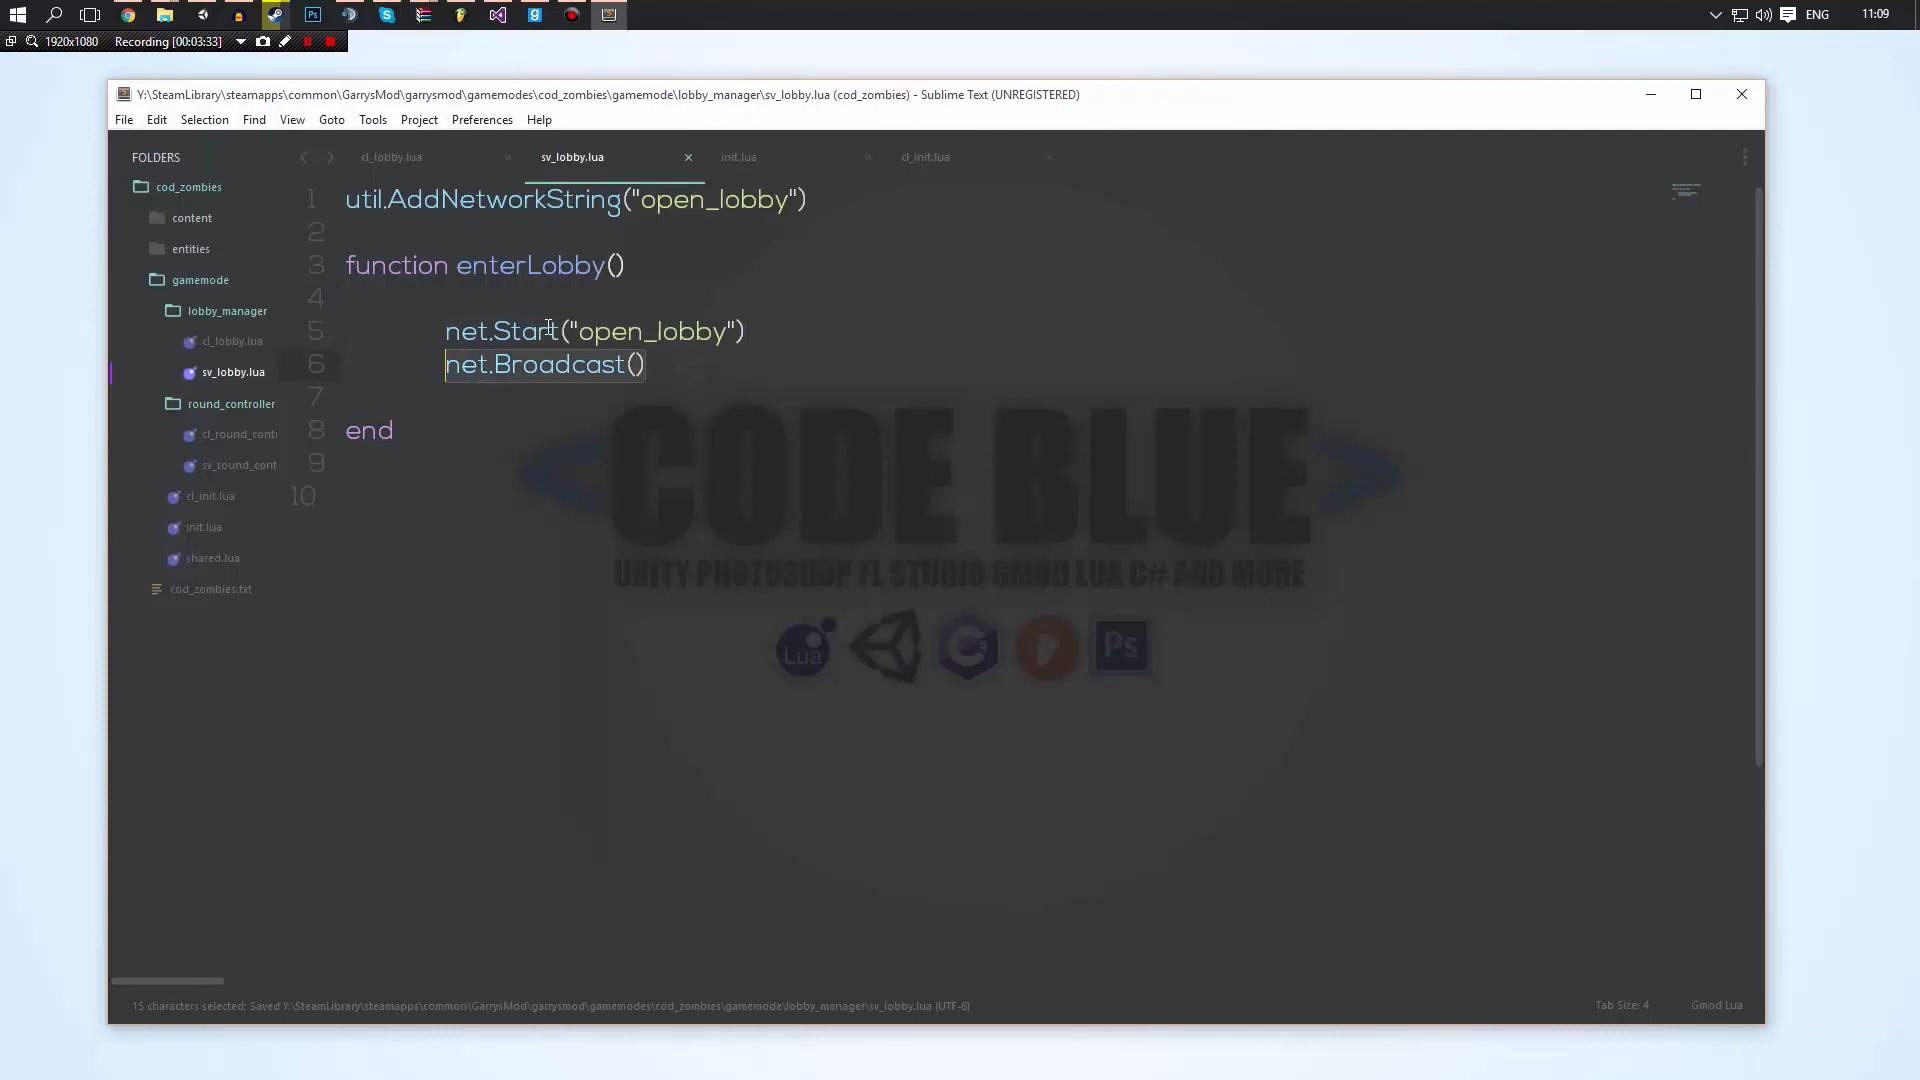 ENG
11:09
1920x1080
Recording [00:03:33]
Y:\SteamLibrary\steamapps\common\GarrysMod\garrysmod\gamemodes\cod_zombies\gamemode\lobby_manager\sv_lobby.lua (cod_zombies) - Sublime Text (UNREGISTERED)
File Edit Selection Find View Goto Tools Project Preferences Help
FOLDERS
cod_zombies
content
entities
gamemode
lobby_manager
cl_lobby.lua
sv_lobby.lua
round_controller
cl_round_cont
sv_round_cont
cl_init.lua
init.lua
shared.lua
cod_zombies.txt
cl_lobby.lua
sv_lobby.lua
init.lua
cl_init.lua
1 util.AddNetworkString("open_lobby")
2
3 function enterLobby()
4
5 net.Start("open_lobby")
6 net.Broadcast()
7
8 end
9
10
<CODE BLUE>
UNITY PHOTOSHOP FL STUDIO GMOD LUA C# AND MORE
Lua
C#
Ps
15 characters selected; Saved Y:\SteamLibrary\steamapps\common\GarrysMod\garrysmod\gamemodes\cod_zombies\gamemode\lobby_manager\sv_lobby.lua (UTF-8)
Tab Size: 4
Gmod Lua